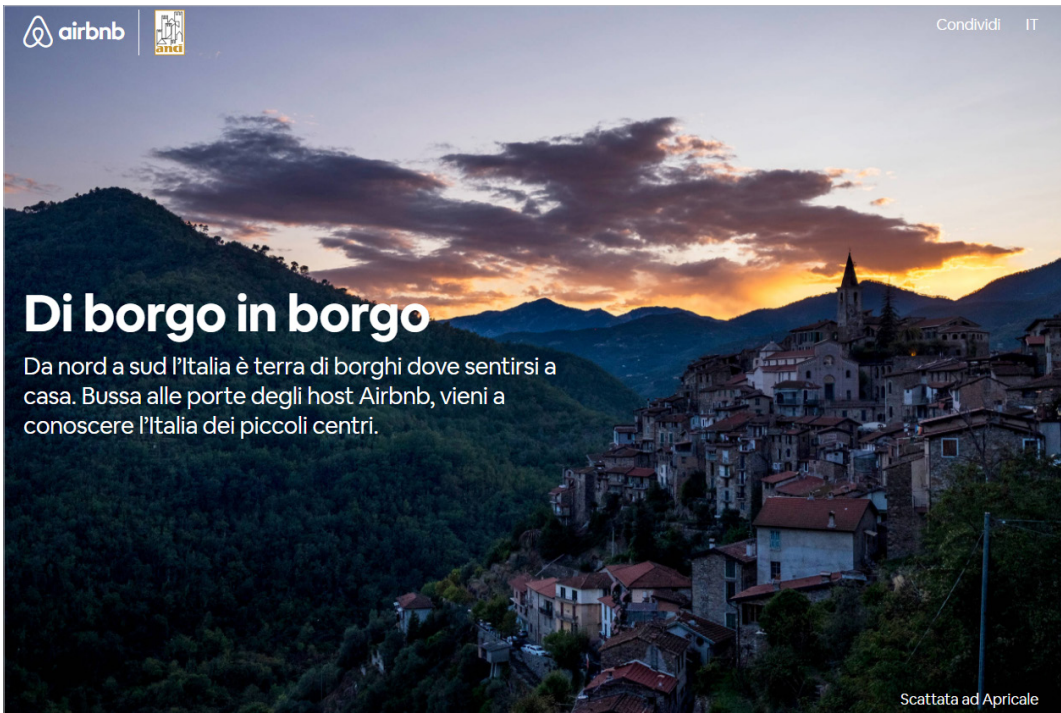 airbnb
anci
Condividi
IT
Di borgo in borgo
Da nord a sud l’Italia è terra di borghi dove sentirsi a
casa. Bussa alle porte degli host Airbnb, vieni a
conoscere l’Italia dei piccoli centri.
Scattata ad Apricale